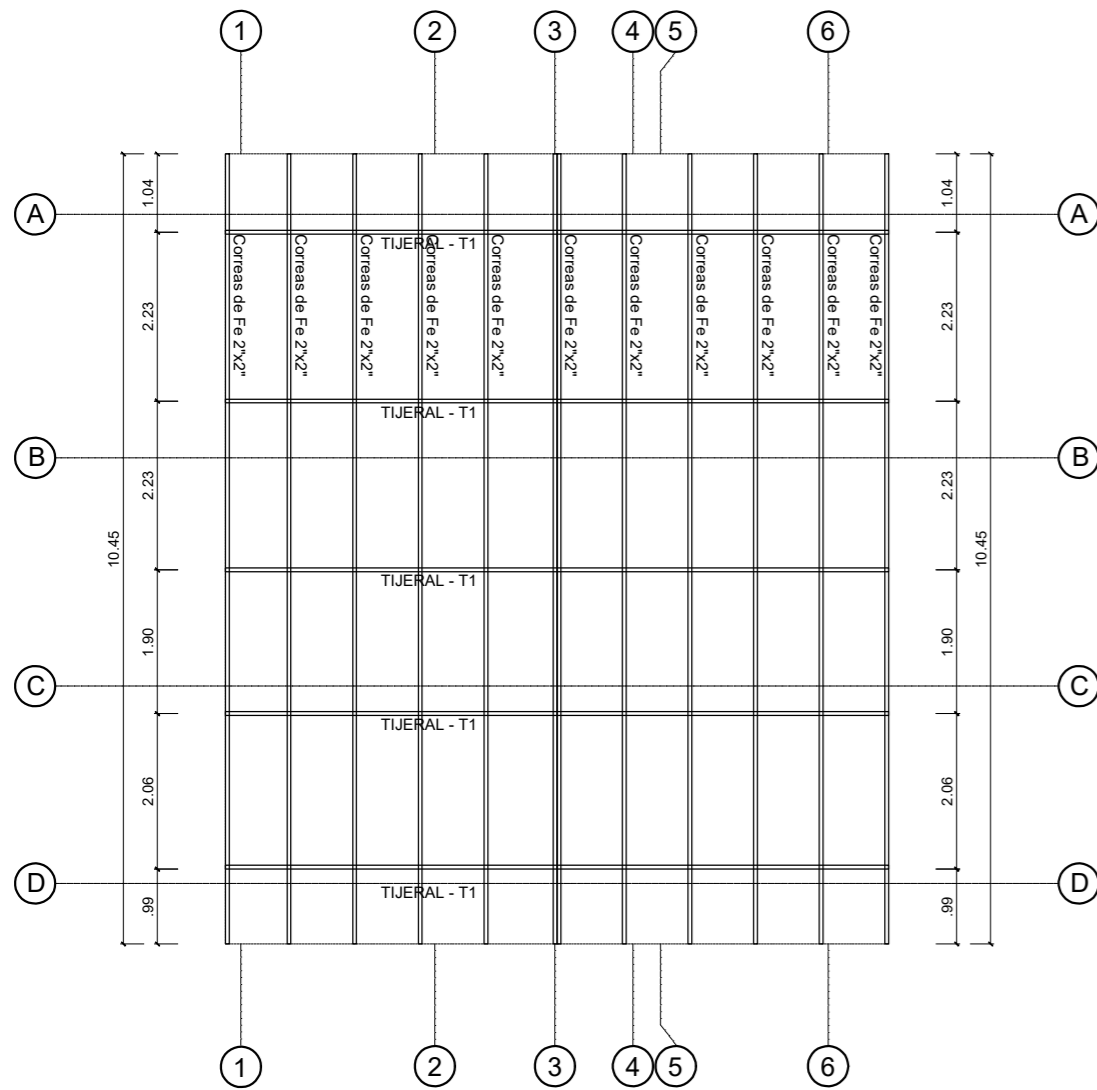 1 2 3 4 5 6
1.04 1.04
A A
TIJERAL - T1
Correas de Fe 2"x2"
Correas de Fe 2"x2"
Correas de Fe 2"x2"
Correas de Fe 2"x2"
Correas de Fe 2"x2"
Correas de Fe 2"x2"
Correas de Fe 2"x2"
Correas de Fe 2"x2"
Correas de Fe 2"x2"
Correas de Fe 2"x2"
Correas de Fe 2"x2"
2.23 2.23
TIJERAL - T1
B B
2.23 2.23
10.45 10.45
TIJERAL - T1
1.90 1.90
C C
TIJERAL - T1
2.06 2.06
D D
TIJERAL - T1
.99 .99
1 2 3 4 5 6